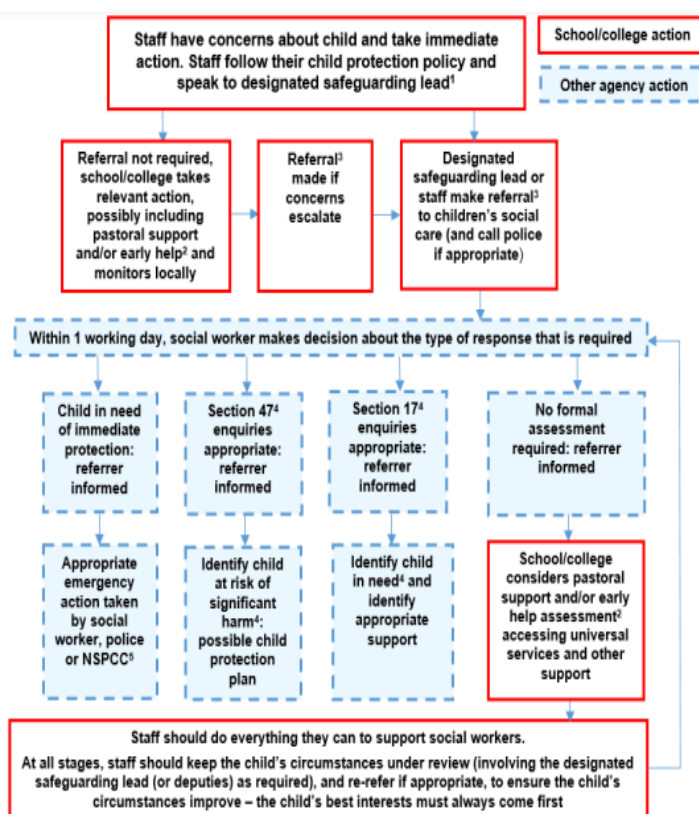 Staff have concerns about child and take immediate
action. Staff follow their child protection policy and
speak to designated safeguarding lead¹
School/college action
Other agency action
Referral not required,
school/college takes
relevant action,
possibly including
pastoral support
and/or early help² and
monitors locally
Referral³
made if
concerns
escalate
Designated
safeguarding lead or
staff make referral³
to children's social
care (and call police
if appropriate)
Within 1 working day, social worker makes decision about the type of response that is required
Child in need
of immediate
protection:
referrer
informed
Section 47⁴
enquiries
appropriate:
referrer
informed
Section 17⁴
enquiries
appropriate:
referrer
informed
No formal
assessment
required: referrer
informed
Appropriate
emergency
action taken
by social
worker, police
or NSPCC⁵
Identify child
at risk of
significant
harm⁴:
possible child
protection
plan
Identify child
in need⁴ and
identify
appropriate
support
School/college
considers pastoral
support and/or early
help assessment²
accessing universal
services and other
support
Staff should do everything they can to support social workers.
At all stages, staff should keep the child's circumstances under review (involving the designated
safeguarding lead (or deputies) as required), and re-refer if appropriate, to ensure the child's
circumstances improve – the child's best interests must always come first